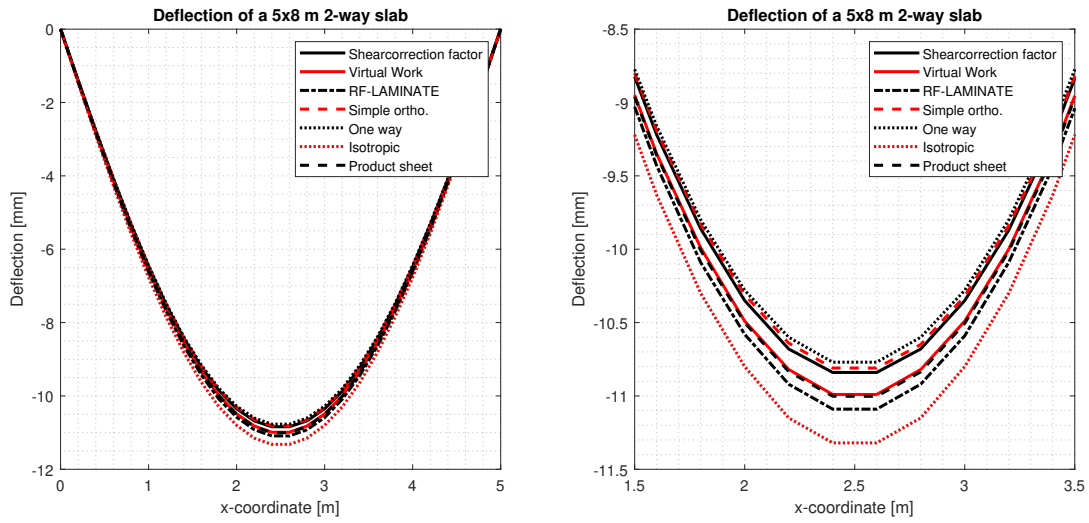 Deflection of a 5x8 m 2-way slab
0
-2
-4
-6
-8
-10
-12
Deflection [mm]
0 1 2 3 4 5
x-coordinate [m]
Shearcorrection factor
Virtual Work
RF-LAMINATE
Simple ortho.
One way
Isotropic
Product sheet
Deflection of a 5x8 m 2-way slab
-8.5
-9
-9.5
-10
-10.5
-11
-11.5
Deflection [mm]
1.5 2 2.5 3 3.5
x-coordinate [m]
Shearcorrection factor
Virtual Work
RF-LAMINATE
Simple ortho.
One way
Isotropic
Product sheet